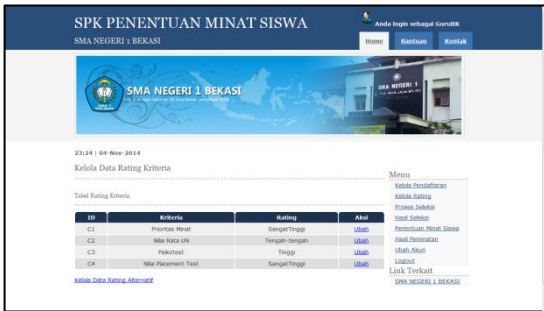 SPK PENENTUAN MINAT SISWA
SMA NEGERI 1 BEKASI
Anda login sebagai GuruBK
Home Bantuan Kontak
SMA NEGERI 1 BEKASI
SMA NEGERI 1
23:24 | 04-Nov-2014
Kelola Data Rating Kriteria
Tabel Rating Kriteria
ID Kriteria Rating Aksi
C1 Prioritas Minat SangatTinggi Ubah
C2 Nilai Rata UN Tengah-tengah Ubah
C3 Psikotest Tinggi Ubah
C4 Nilai Placement Test SangatTinggi Ubah
Kelola Data Rating Alternatif
Menu
Kelola Pendaftaran
Kelola Rating
Proses Seleksi
Hasil Seleksi
Penentuan Minat Siswa
Hasil Peminatan
Ubah Akun
Logout
Link Terkait
SMA NEGERI 1 BEKASI